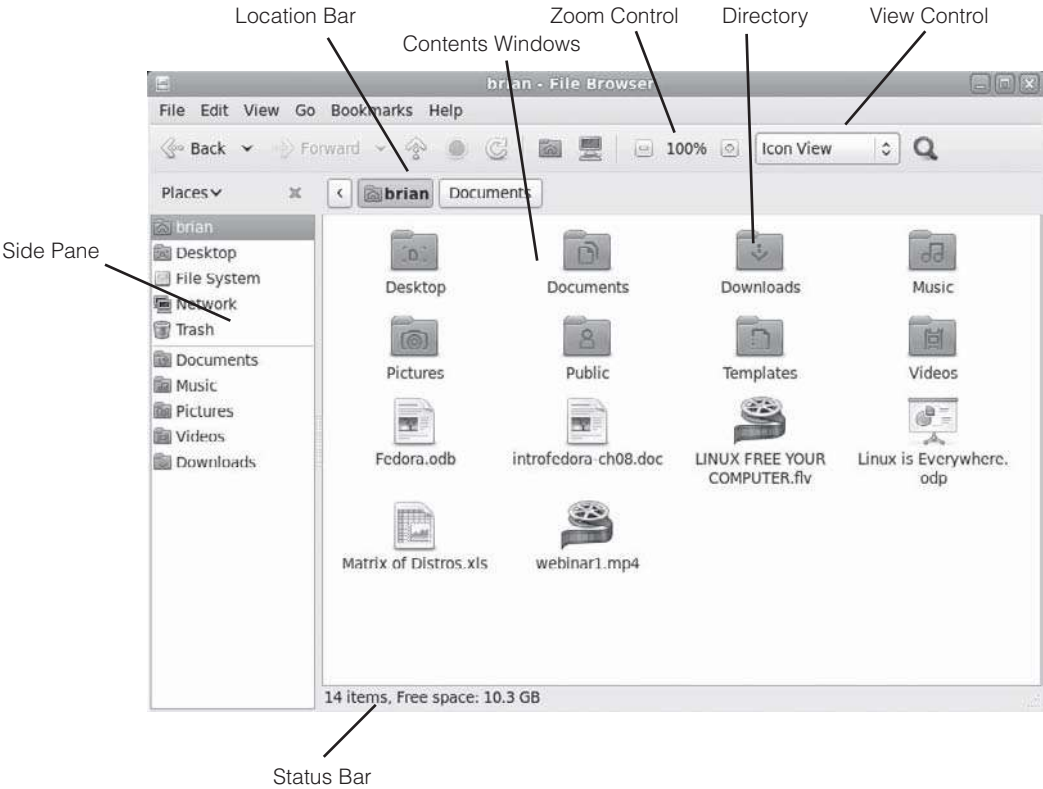 Location Bar
Zoom Control
Directory
View Control
Contents Windows
brian - File Browser
File Edit View Go Bookmarks Help
Back Forward 100% Icon View
Places
brian Documents
Side Pane
brian
Desktop
File System
Network
Trash
Documents
Music
Pictures
Videos
Downloads
Desktop Documents Downloads Music
Pictures Public Templates Videos
Fedora.odb introfedora-ch08.doc LINUX FREE YOUR Linux is Everywhere.
COMPUTER.flv odp
Matrix of Distros.xls webinar1.mp4
14 items, Free space: 10.3 GB
Status Bar